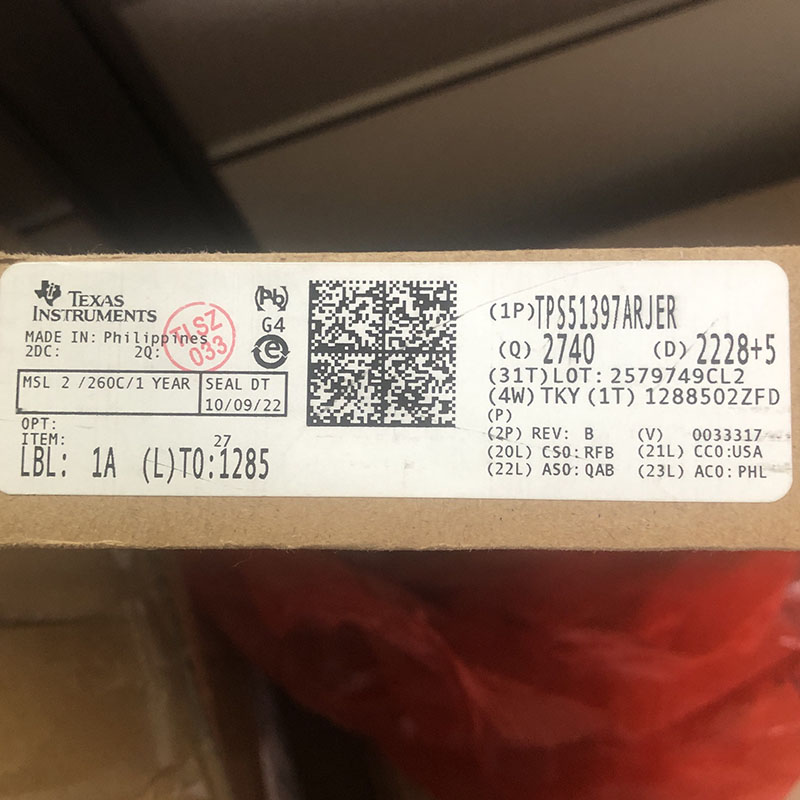 TEXAS
INSTRUMENTS
MADE IN: Philippines
2DC: 2Q:
TLSZ
033
Pb
G4
e
MSL 2 /260C/1 YEAR
SEAL DT
10/09/22
OPT:
ITEM: 27
LBL: 1A (L)TO:1285
(1P)TPS51397ARJER
(Q) 2740 (D) 2228+5
(31T)LOT: 2579749CL2
(4W) TKY (1T) 1288502ZFD
(P)
(2P) REV: B (V) 0033317
(20L) CSO:RFB (21L) CCO:USA
(22L) ASO:QAB (23L) ACO:PHL